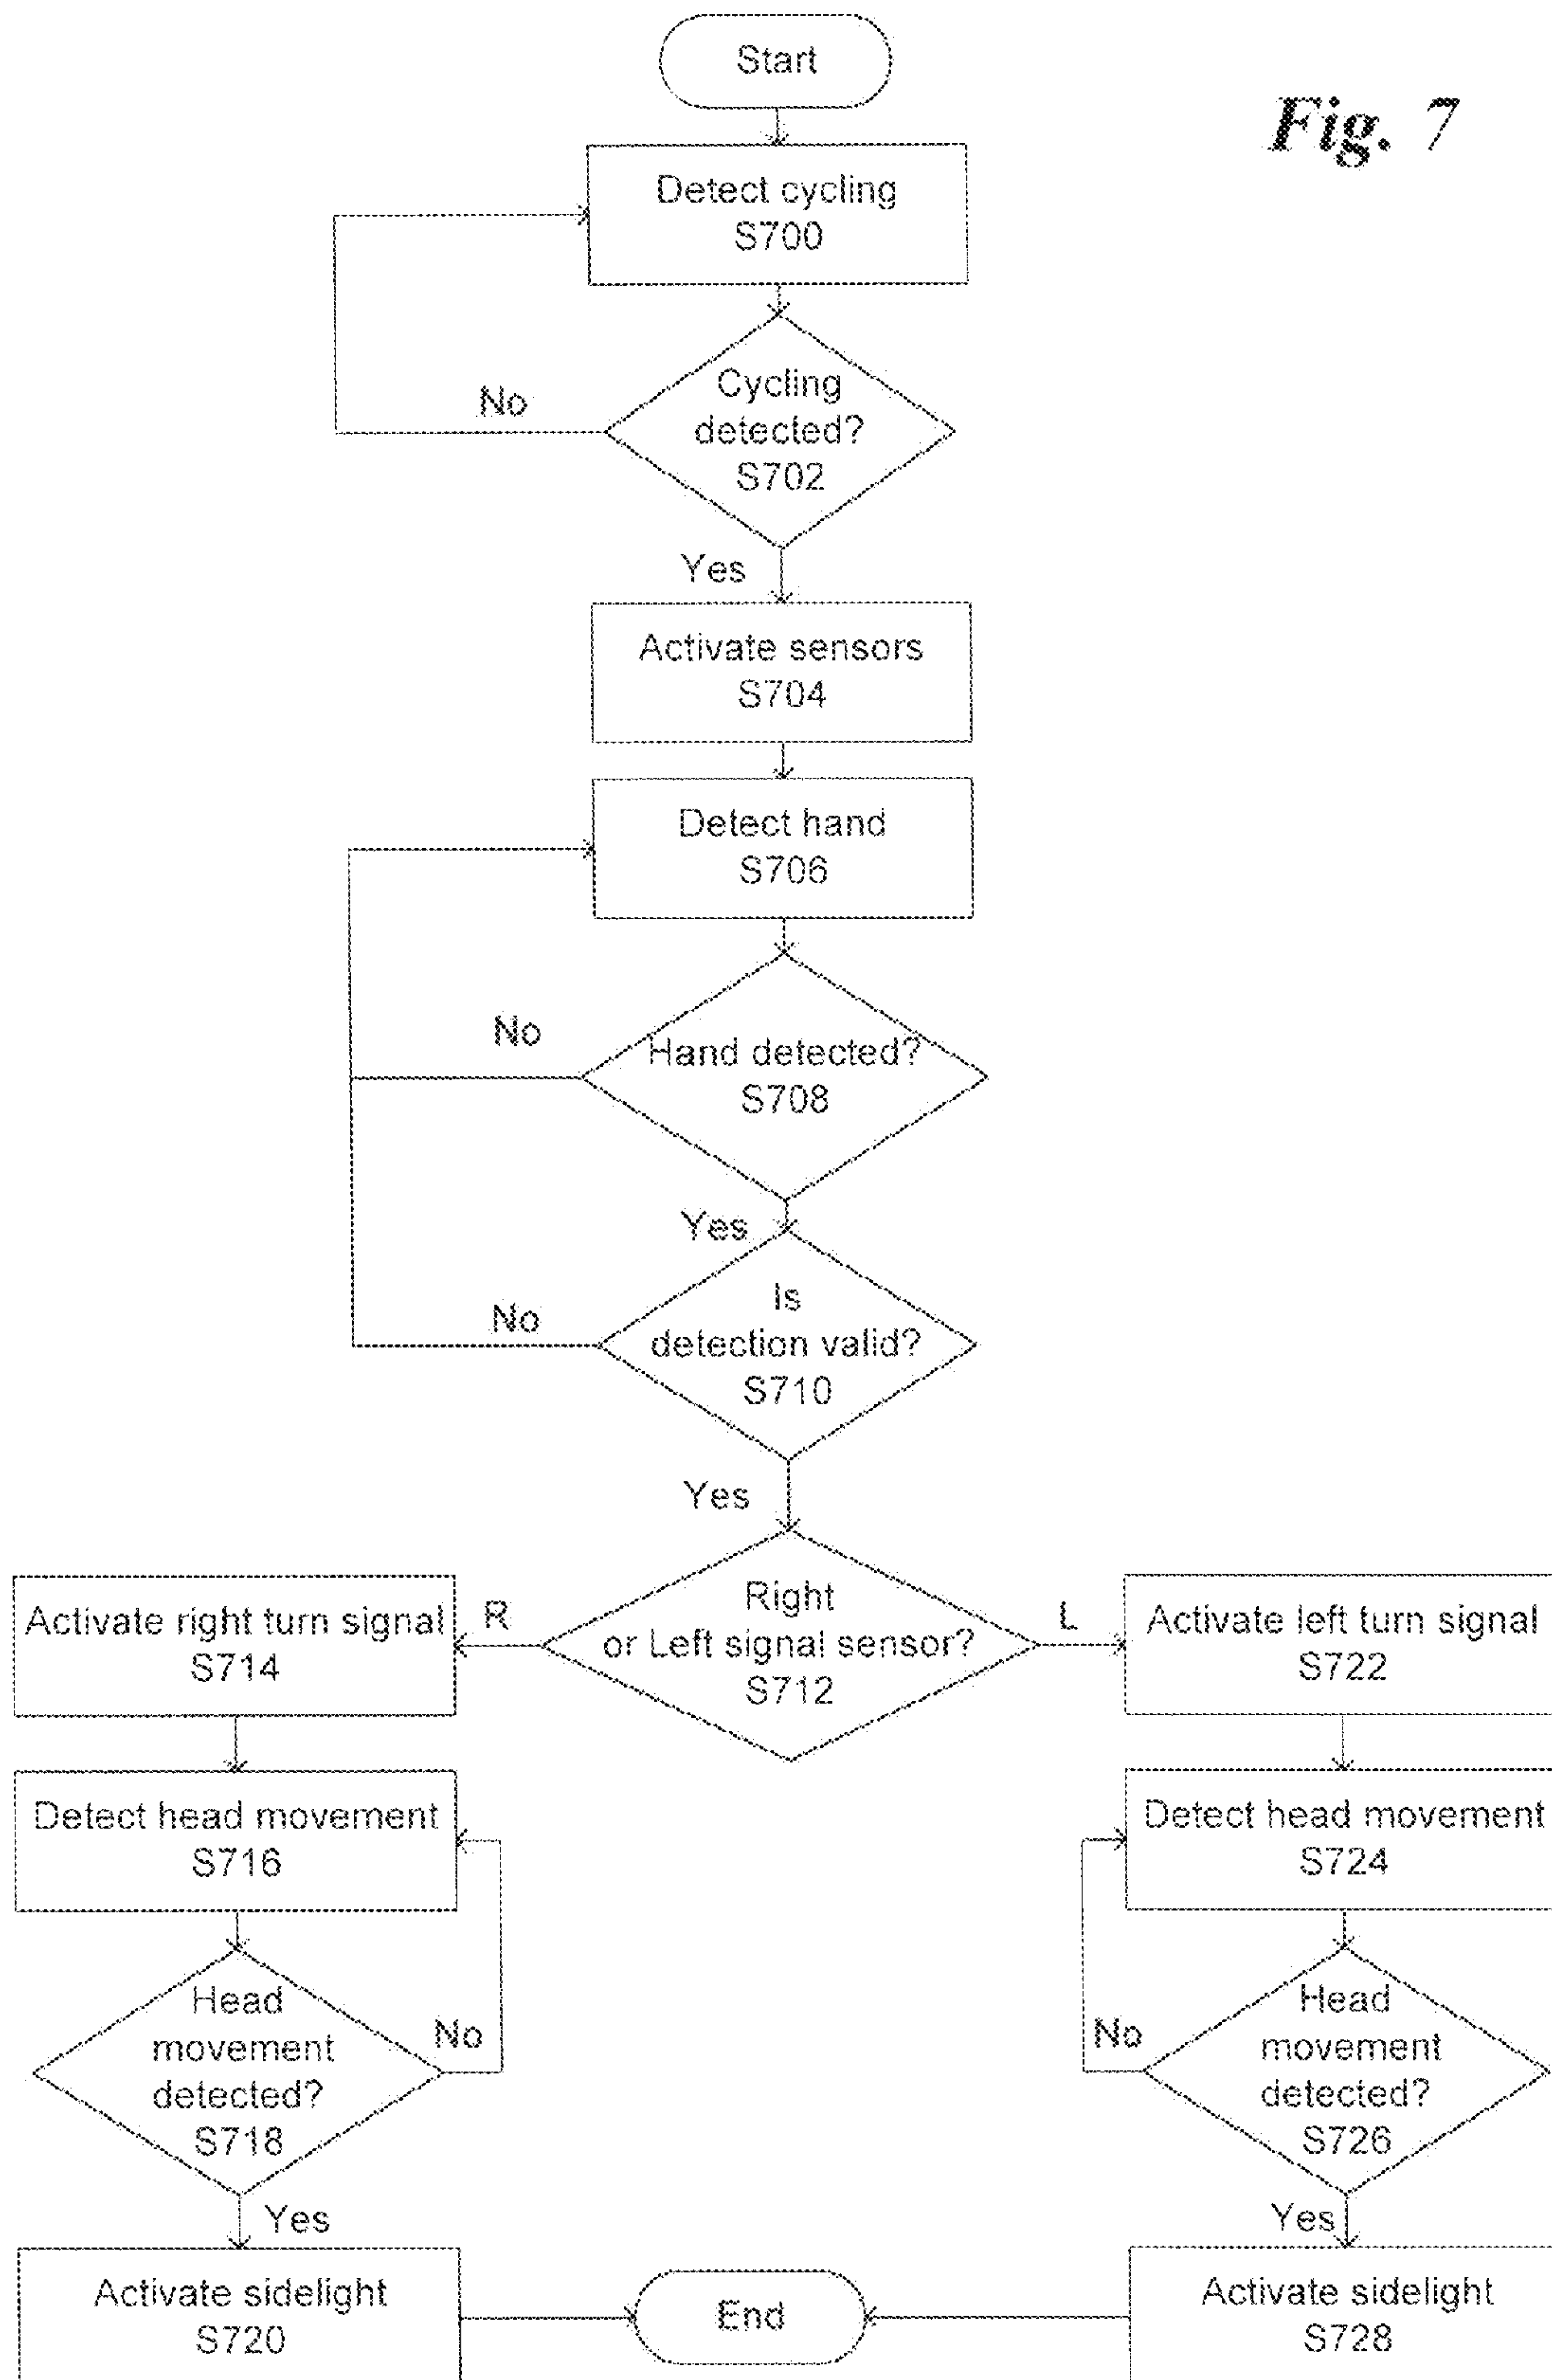 Start
Fig. 7
Detect cycling
S700
Cycling
detected?
S702
No
Yes
Activate sensors
S704
Detect hand
S706
No
Hand detected?
S708
Yes
No
Is
detection valid?
S710
Yes
Right
or Left signal sensor?
S712
R
L
Activate right turn signal
S714
Activate left turn signal
S722
Detect head movement
S716
Detect head movement
S724
Head
movement
detected?
S718
No
No
Head
movement
detected?
S726
Yes
Yes
Activate sidelight
S720
End
Activate sidelight
S728